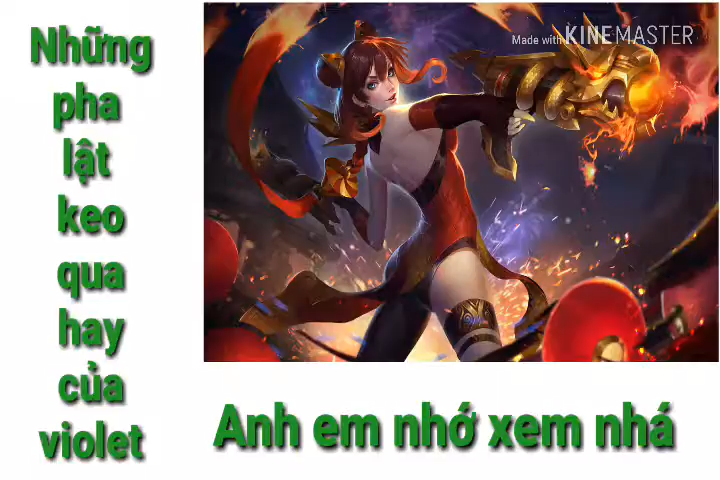 Những
pha
lật
keo
qua
hay
của
violet
Made with KINEMASTER
Anh em nhớ xem nhá